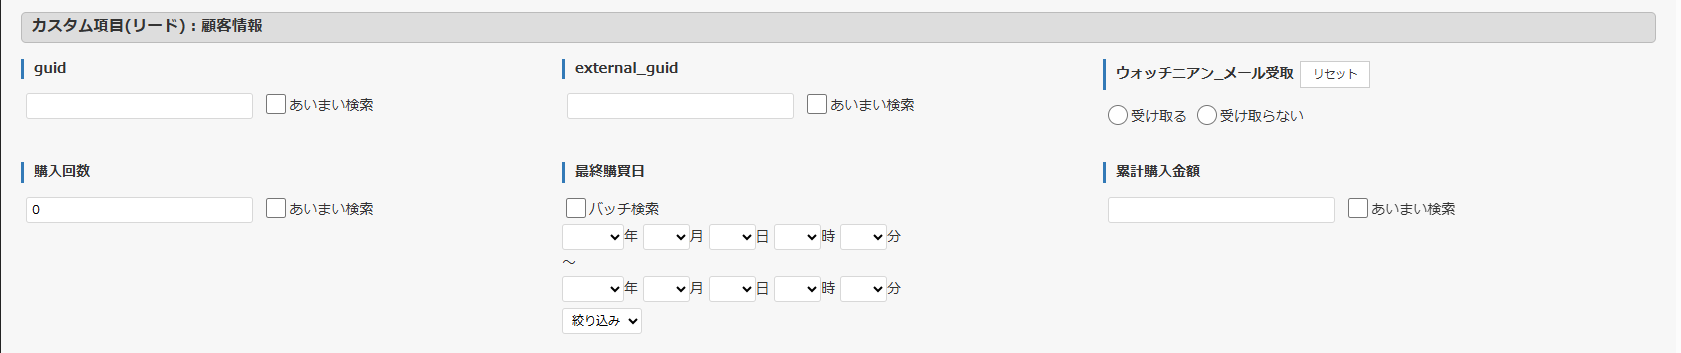 カスタム項目(リード) : 顧客情報
guid
external_guid
ウォッチニアン_メール受取 リセット
あいまい検索
あいまい検索
受け取る 受け取らない
購入回数
最終購買日
累計購入金額
0 あいまい検索
バッチ検索
あいまい検索
年 月 日 時 分
～
年 月 日 時 分
絞り込み